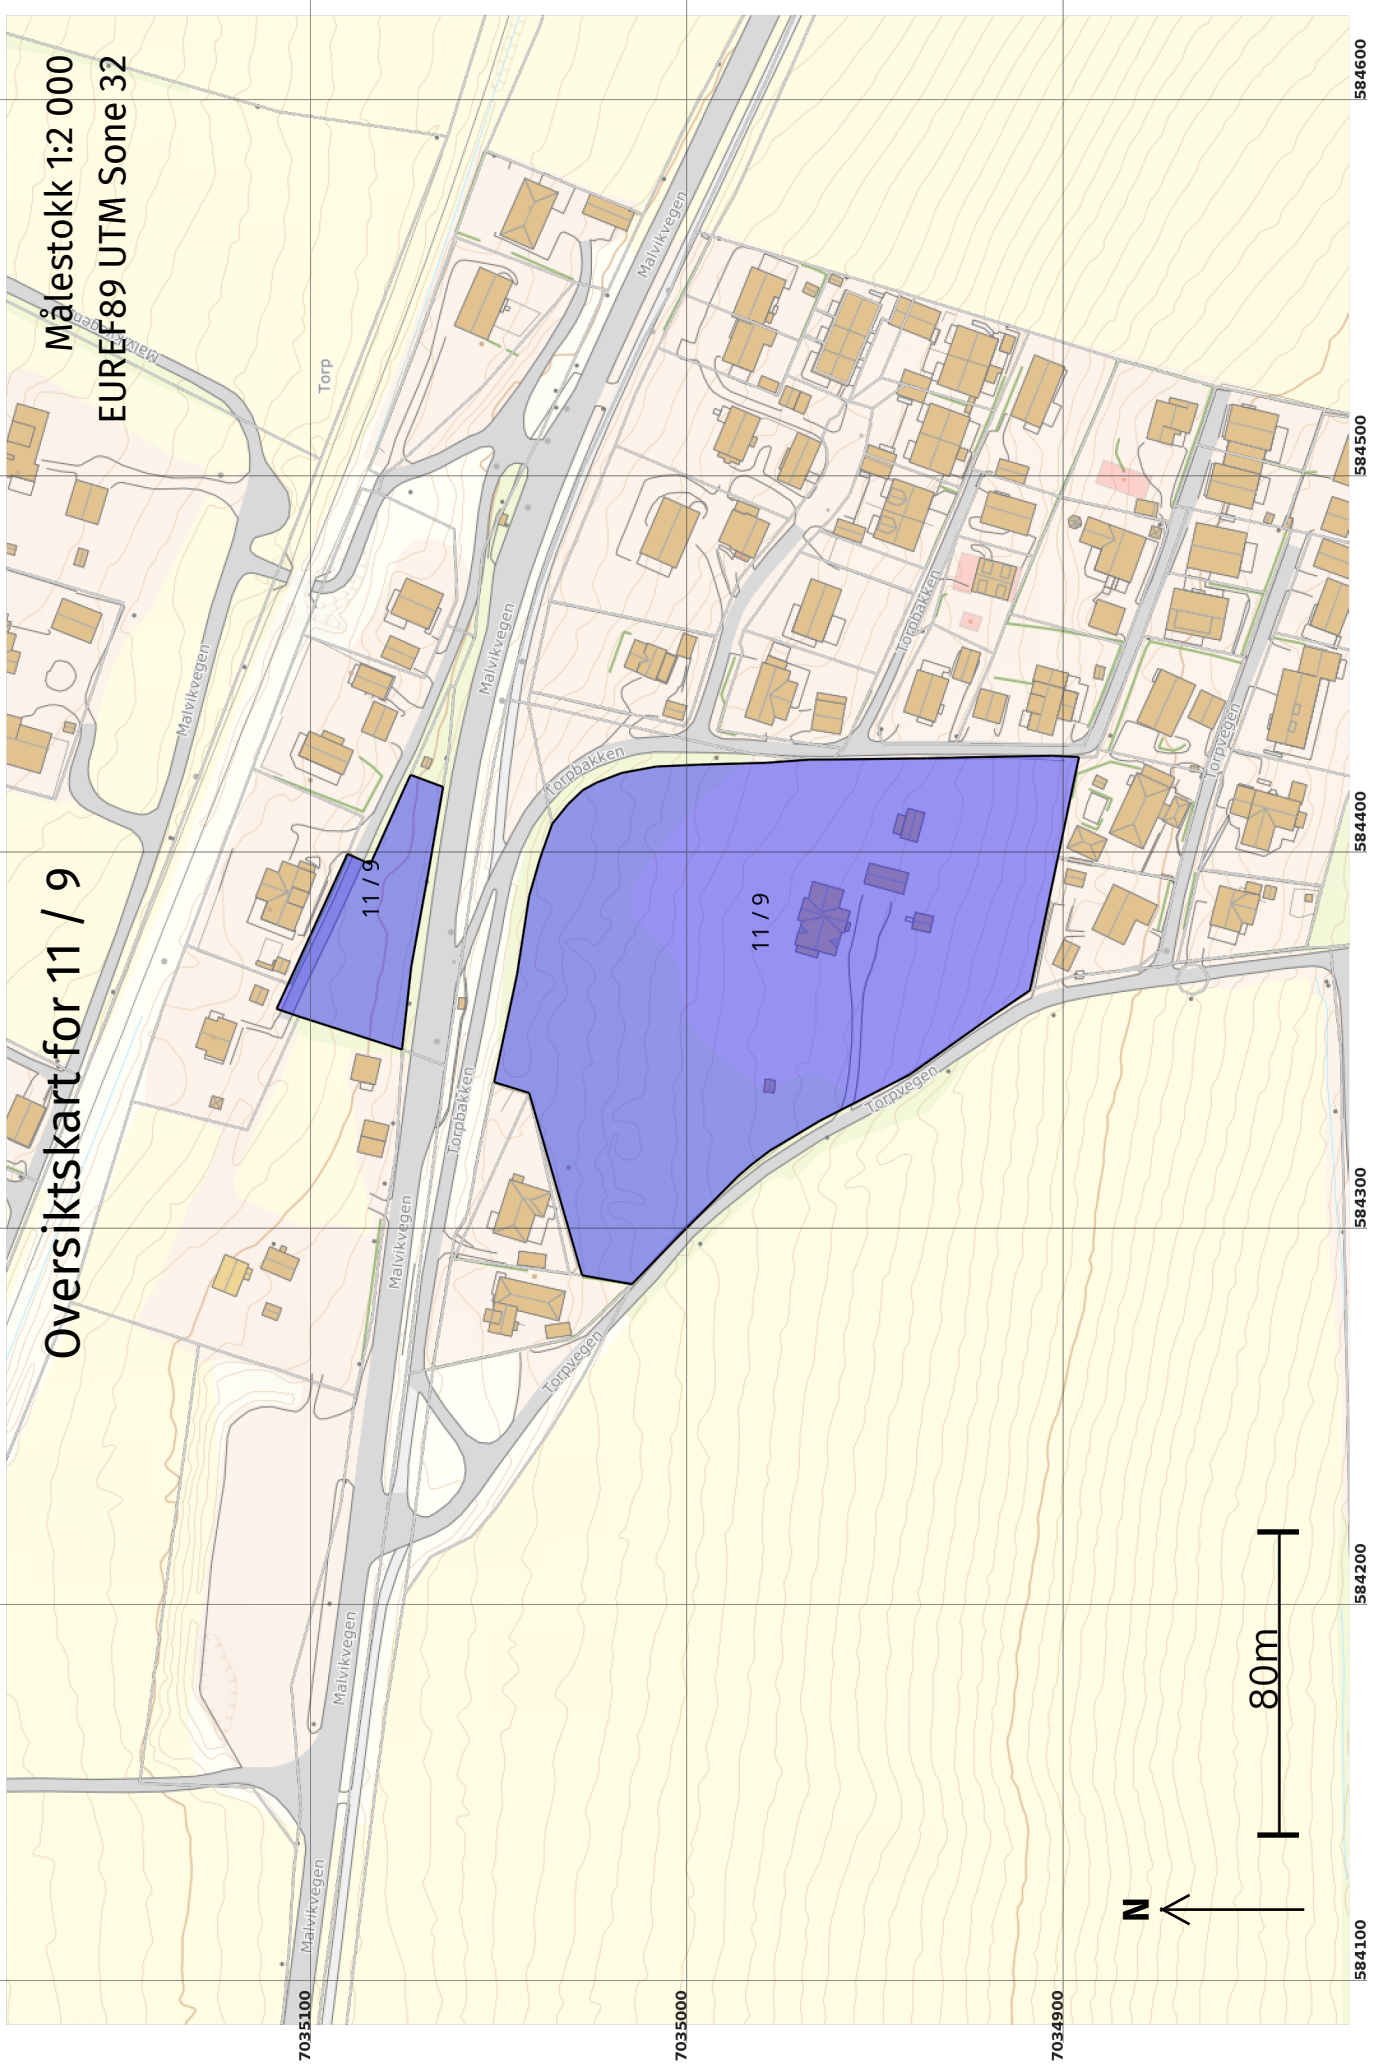 Oversiktskart for 11 / 9
Målestokk 1:2 000
EUREF89 UTM Sone 32
Malvikvegen
Torp
Malvikvegen
Malvikvegen
Malvikvegen
Malvikvegen
Malvikvegen
Malvikvegen
11 / 9
11 / 9
Torpbakken
Torpbakken
Torpbakken
Torpvegen
Torpvegen
Torpvegen
80m
N
7035100
7035000
7034900
584100
584200
584300
584400
584500
584600